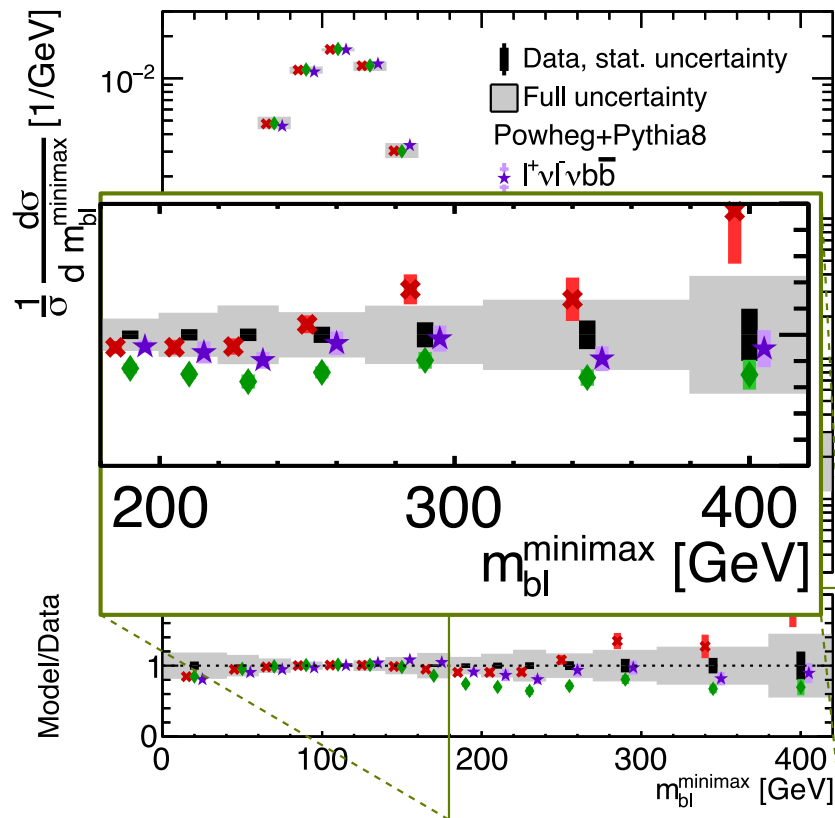 10⁻²
Data, stat. uncertainty
Full uncertainty
Powheg+Pythia8
l⁺νl⁻νbb̅
1/σ dσ/d m_bl^minimax [1/GeV]
200 300 400
m_bl^minimax [GeV]
Model/Data
1
0
0 100 200 300 400
m_bl^minimax [GeV]